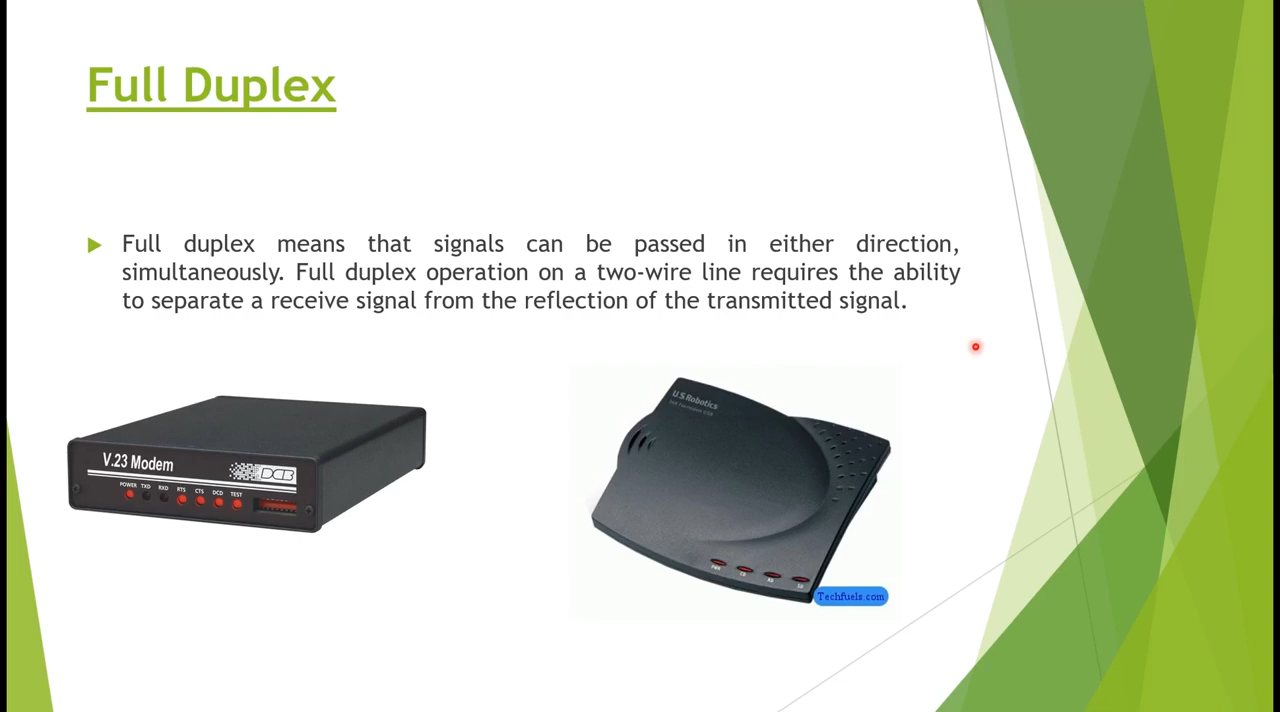 Full Duplex
Full duplex means that signals can be passed in either direction,
simultaneously. Full duplex operation on a two-wire line requires the ability
to separate a receive signal from the reflection of the transmitted signal.
V.23 Modem
DCB
POWER TXD RXD RTS CTS DCD TEST
U.S Robotics
Techfuels.com